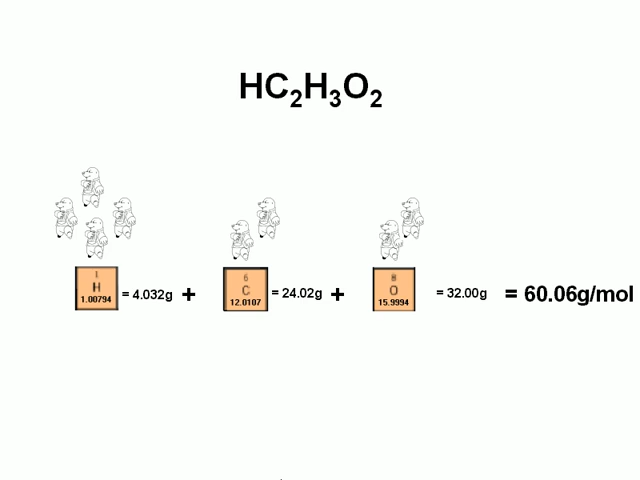 HC₂H₃O₂
1
H
1.00794
= 4.032g +
6
C
12.0107
= 24.02g +
8
O
15.9994
= 32.00g = 60.06g/mol